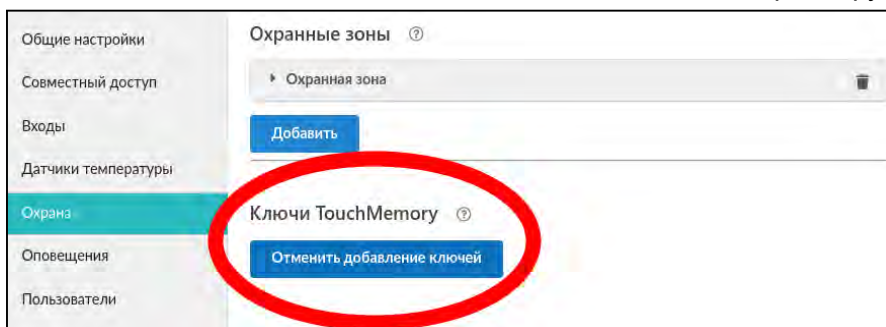 Общие настройки
Совместный доступ
Входы
Датчики температуры
Охрана
Оповещения
Пользователи
Охранные зоны
Охранная зона
Добавить
Ключи TouchMemory
Отменить добавление ключей